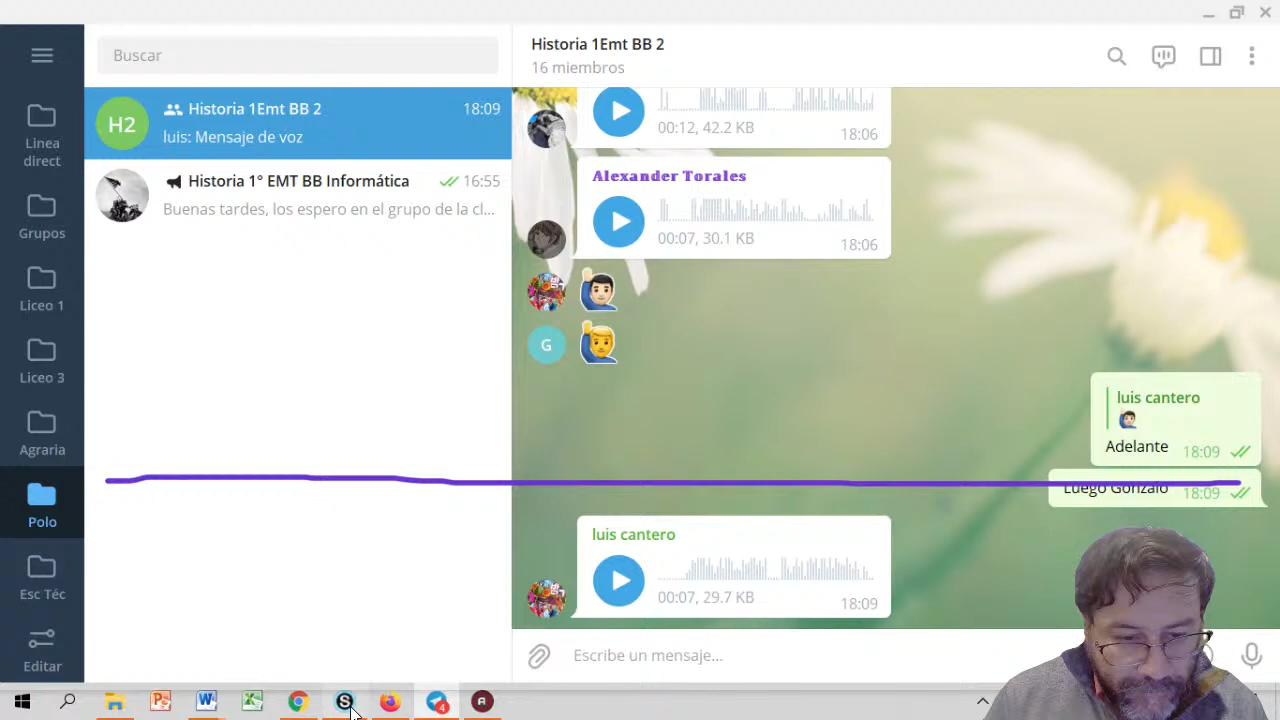 Buscar
Historia 1Emt BB 2
16 miembros
Linea
direct
Grupos
Liceo 1
Liceo 3
Agraria
Polo
Esc Téc
Editar
H2
Historia 1Emt BB 2
18:09
luis: Mensaje de voz
Historia 1° EMT BB Informática
16:55
Buenas tardes, los espero en el grupo de la cl...
00:12, 42.2 KB
18:06
Alexander Torales
00:07, 30.1 KB
18:06
G
luis cantero
Adelante
18:09
Luego Gonzalo
18:09
luis cantero
00:07, 29.7 KB
18:09
Escribe un mensaje...
4